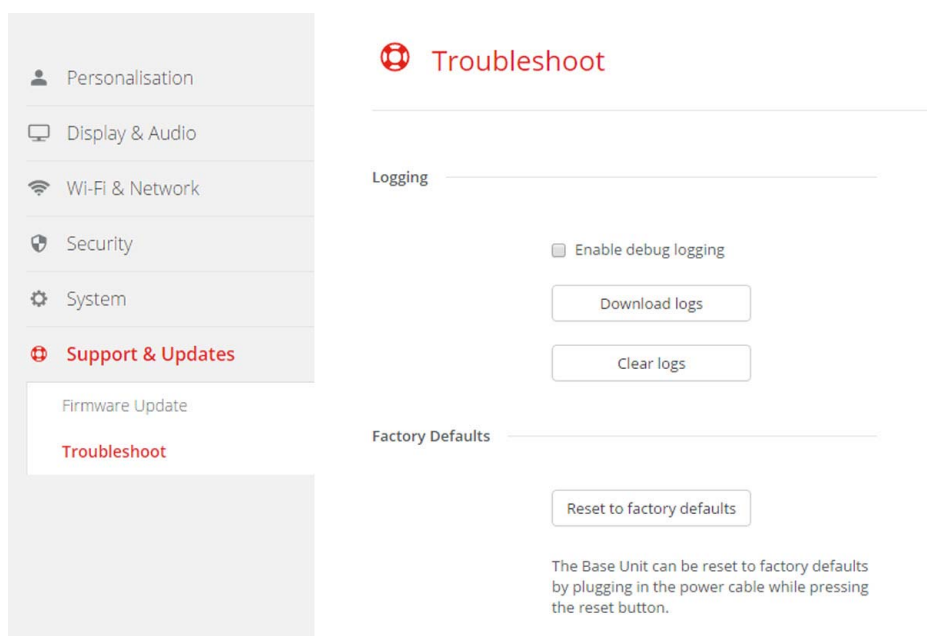 Personalisation
Display & Audio
Wi-Fi & Network
Security
System
Support & Updates
Firmware Update
Troubleshoot
Troubleshoot
Logging
Enable debug logging
Download logs
Clear logs
Factory Defaults
Reset to factory defaults
The Base Unit can be reset to factory defaults
by plugging in the power cable while pressing
the reset button.